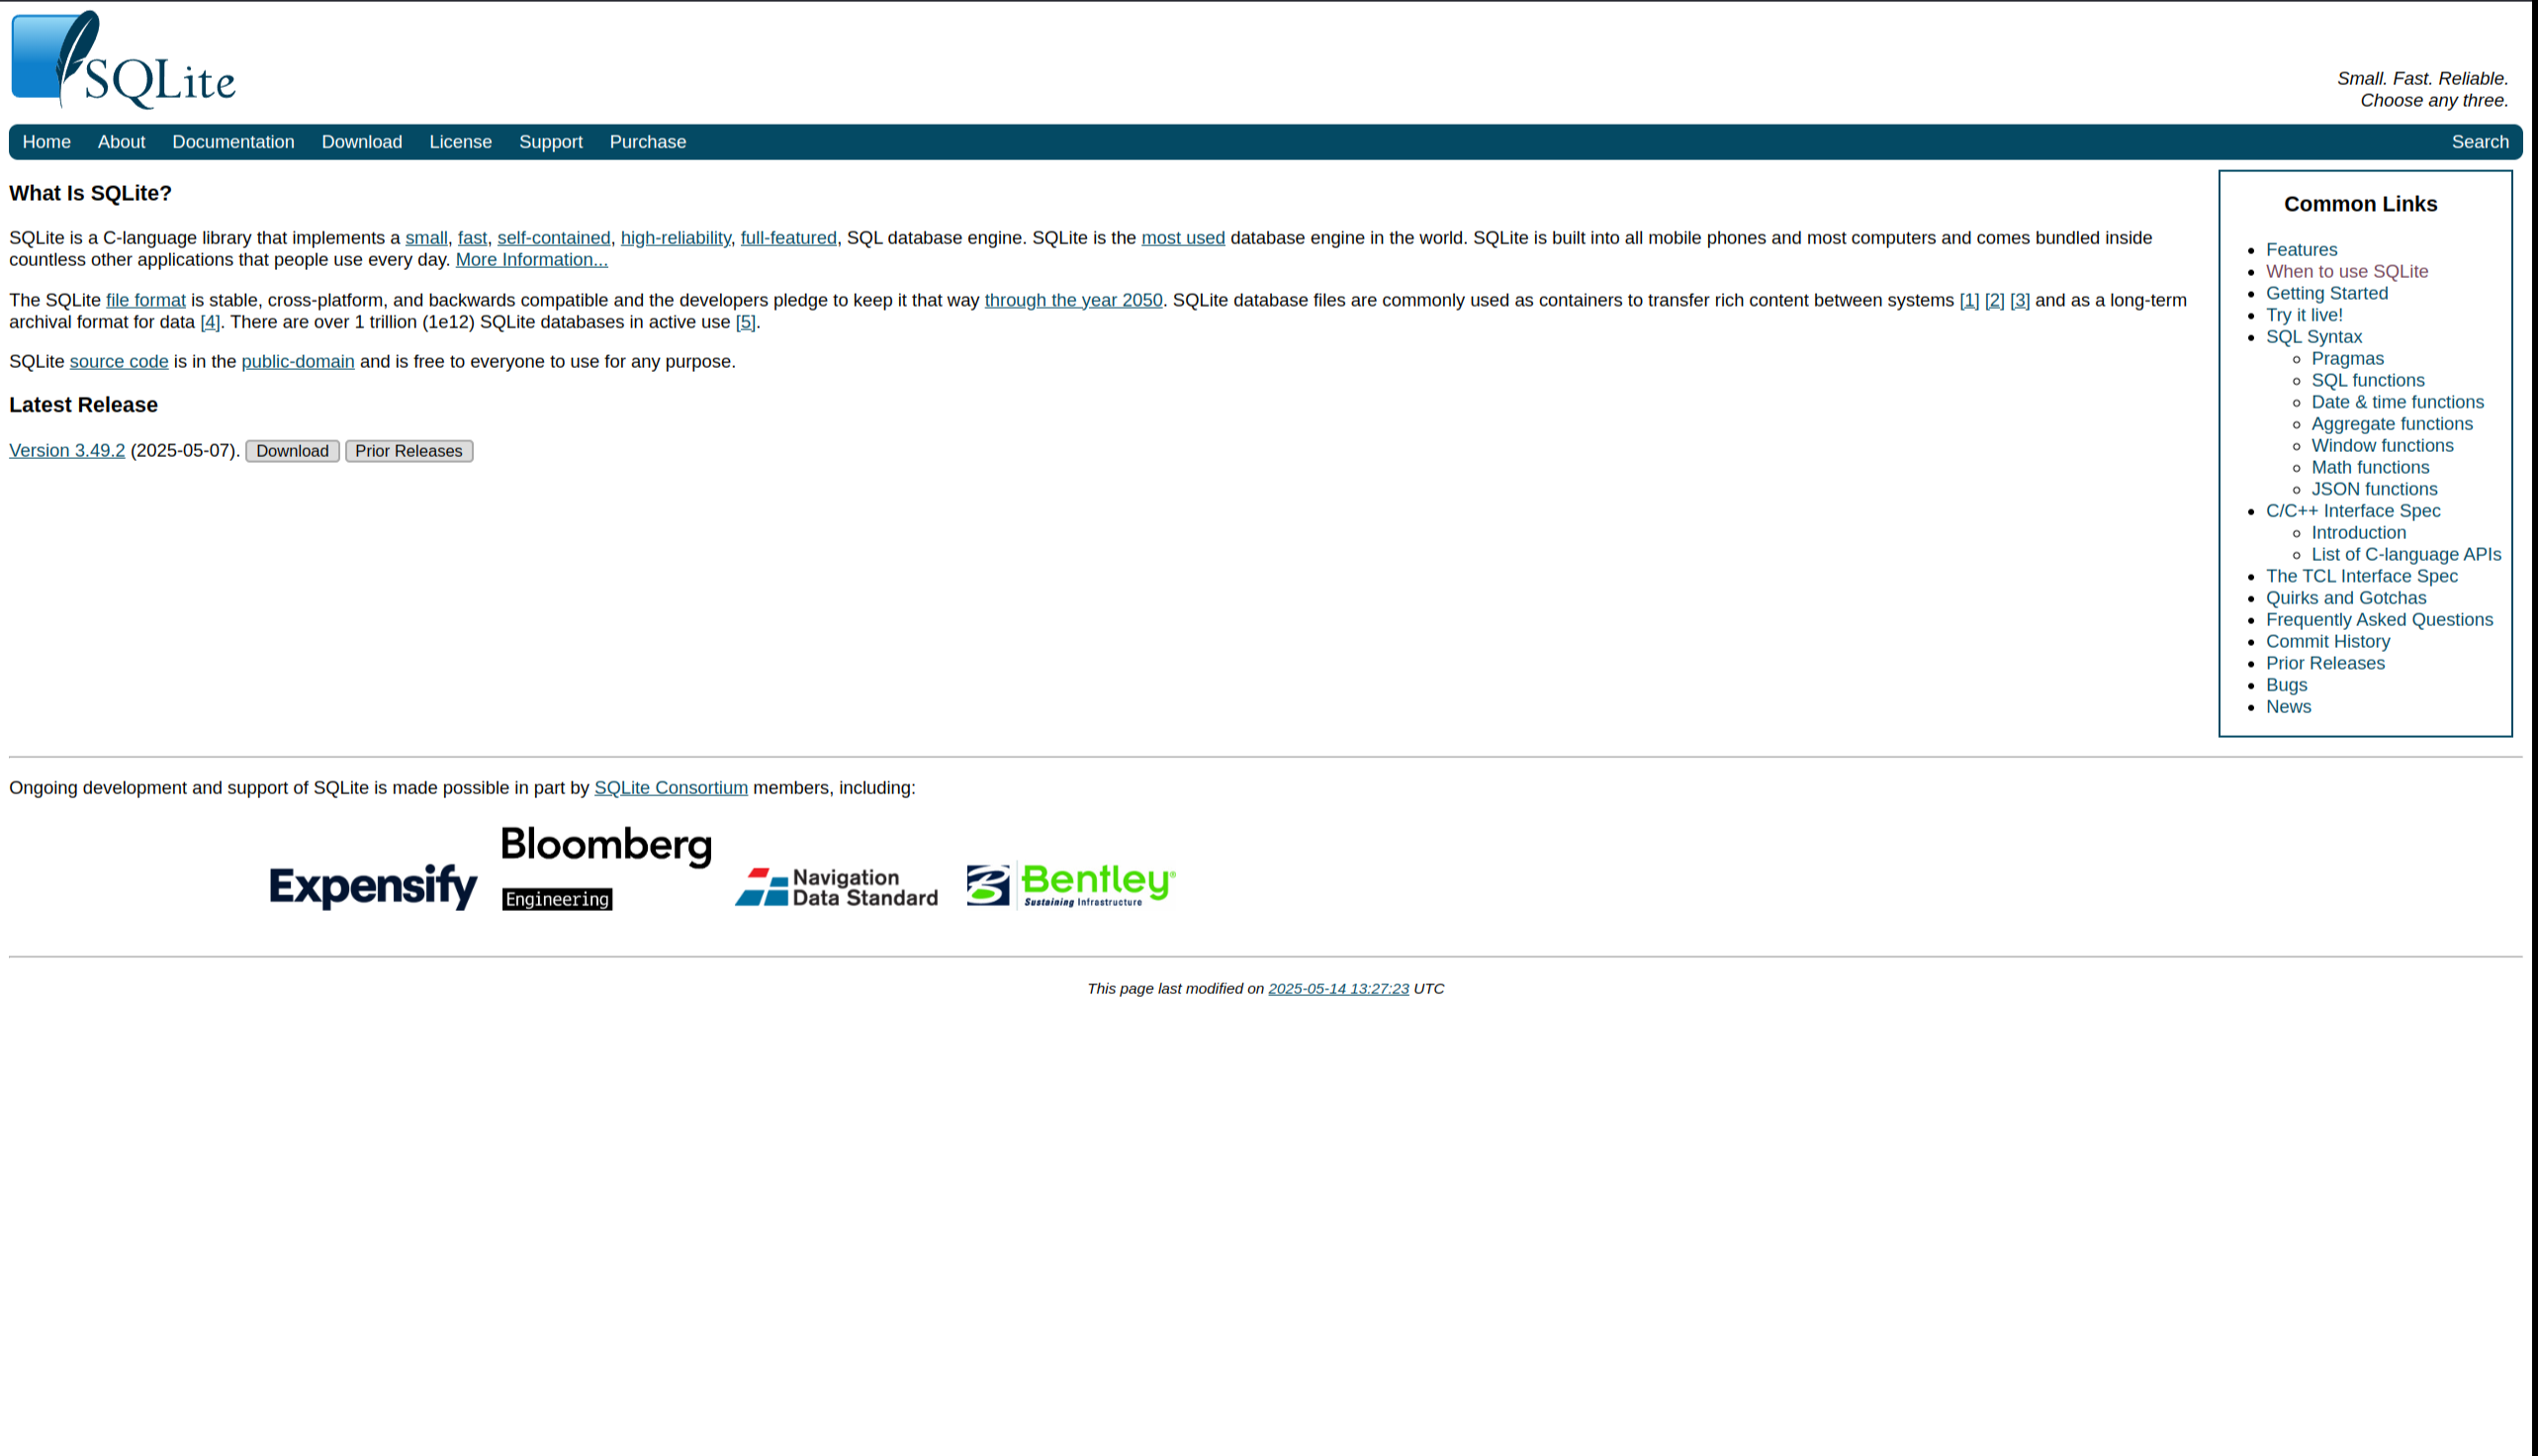 SQLite
Small. Fast. Reliable.
Choose any three.
Home About Documentation Download License Support Purchase Search
What Is SQLite?
SQLite is a C-language library that implements a small, fast, self-contained, high-reliability, full-featured, SQL database engine. SQLite is the most used database engine in the world. SQLite is built into all mobile phones and most computers and comes bundled inside
countless other applications that people use every day. More Information...
The SQLite file format is stable, cross-platform, and backwards compatible and the developers pledge to keep it that way through the year 2050. SQLite database files are commonly used as containers to transfer rich content between systems [1] [2] [3] and as a long-term
archival format for data [4]. There are over 1 trillion (1e12) SQLite databases in active use [5].
SQLite source code is in the public-domain and is free to everyone to use for any purpose.
Latest Release
Version 3.49.2 (2025-05-07). Download Prior Releases
Common Links
Features
When to use SQLite
Getting Started
Try it live!
SQL Syntax
Pragmas
SQL functions
Date & time functions
Aggregate functions
Window functions
Math functions
JSON functions
C/C++ Interface Spec
Introduction
List of C-language APIs
The TCL Interface Spec
Quirks and Gotchas
Frequently Asked Questions
Commit History
Prior Releases
Bugs
News
Ongoing development and support of SQLite is made possible in part by SQLite Consortium members, including:
Expensify
Bloomberg
Engineering
Navigation
Data Standard
Bentley®
Sustaining Infrastructure
This page last modified on 2025-05-14 13:27:23 UTC